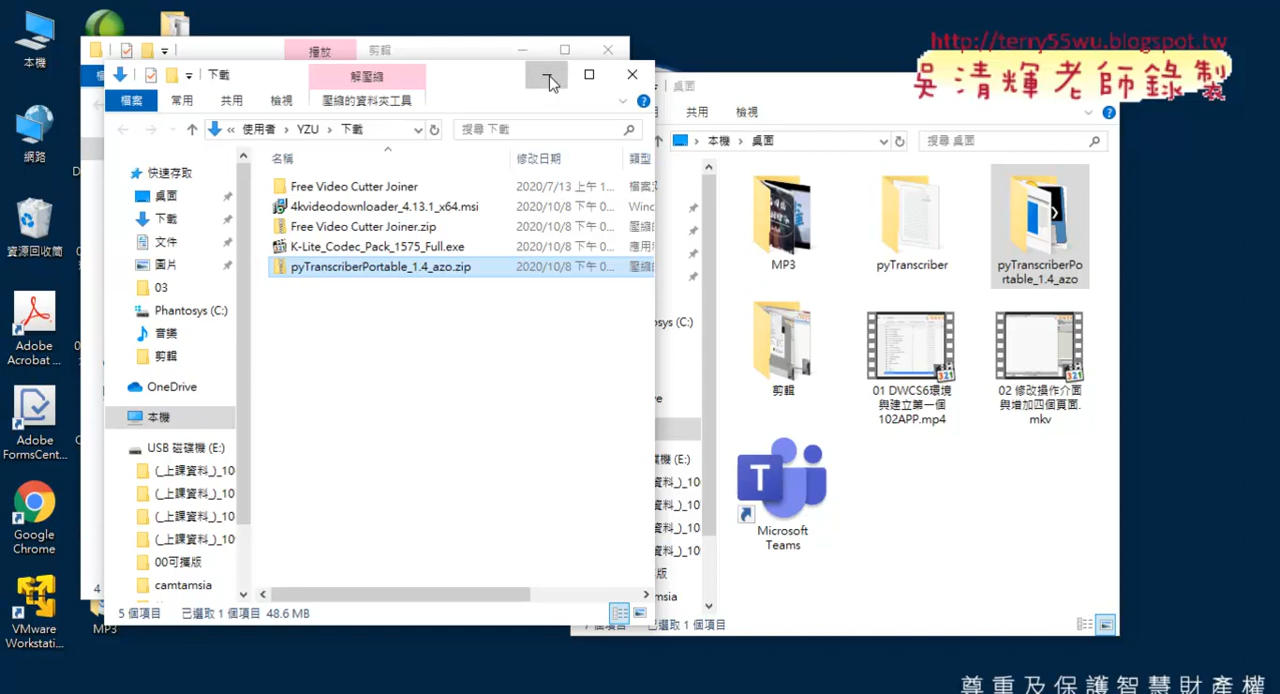 http://terry55wu.blogspot.tw
吳清輝老師錄製
本機
網路
資源回收筒
Adobe
Acrobat ...
Adobe
FormsCent...
Google
Chrome
VMware
Workstati...
MP3
播放
剪輯
下載
解壓縮
檔案
常用
共用
檢視
壓縮的資料夾工具
« 使用者 › YZU › 下載
搜尋 下載
快速存取
桌面
下載
文件
圖片
03
Phantosys (C:)
音樂
剪輯
OneDrive
本機
USB 磁碟機 (E:)
(_上課資料_)_10
(_上課資料_)_10
(_上課資料_)_10
(_上課資料_)_10
00可攜版
camtamsia
名稱
修改日期
類型
Free Video Cutter Joiner
2020/7/13 上午 1...
4kvideodownloader_4.13.1_x64.msi
2020/10/8 下午 0...
Winc
Free Video Cutter Joiner.zip
2020/10/8 下午 0...
K-Lite_Codec_Pack_1575_Full.exe
2020/10/8 下午 0...
pyTranscriberPortable_1.4_azo.zip
2020/10/8 下午 0...
5 個項目
已選取 1 個項目
48.6 MB
桌面
共用
檢視
本機 › 桌面
搜尋 桌面
MP3
pyTranscriber
pyTranscriberPo
rtable_1.4_azo
剪輯
01 DWCS6環境
與建立第一個
102APP.mp4
02 修改操作介面
與增加四個頁面.
mkv
Microsoft
Teams
已選取 1 個項目
尊重及保護智慧財產權